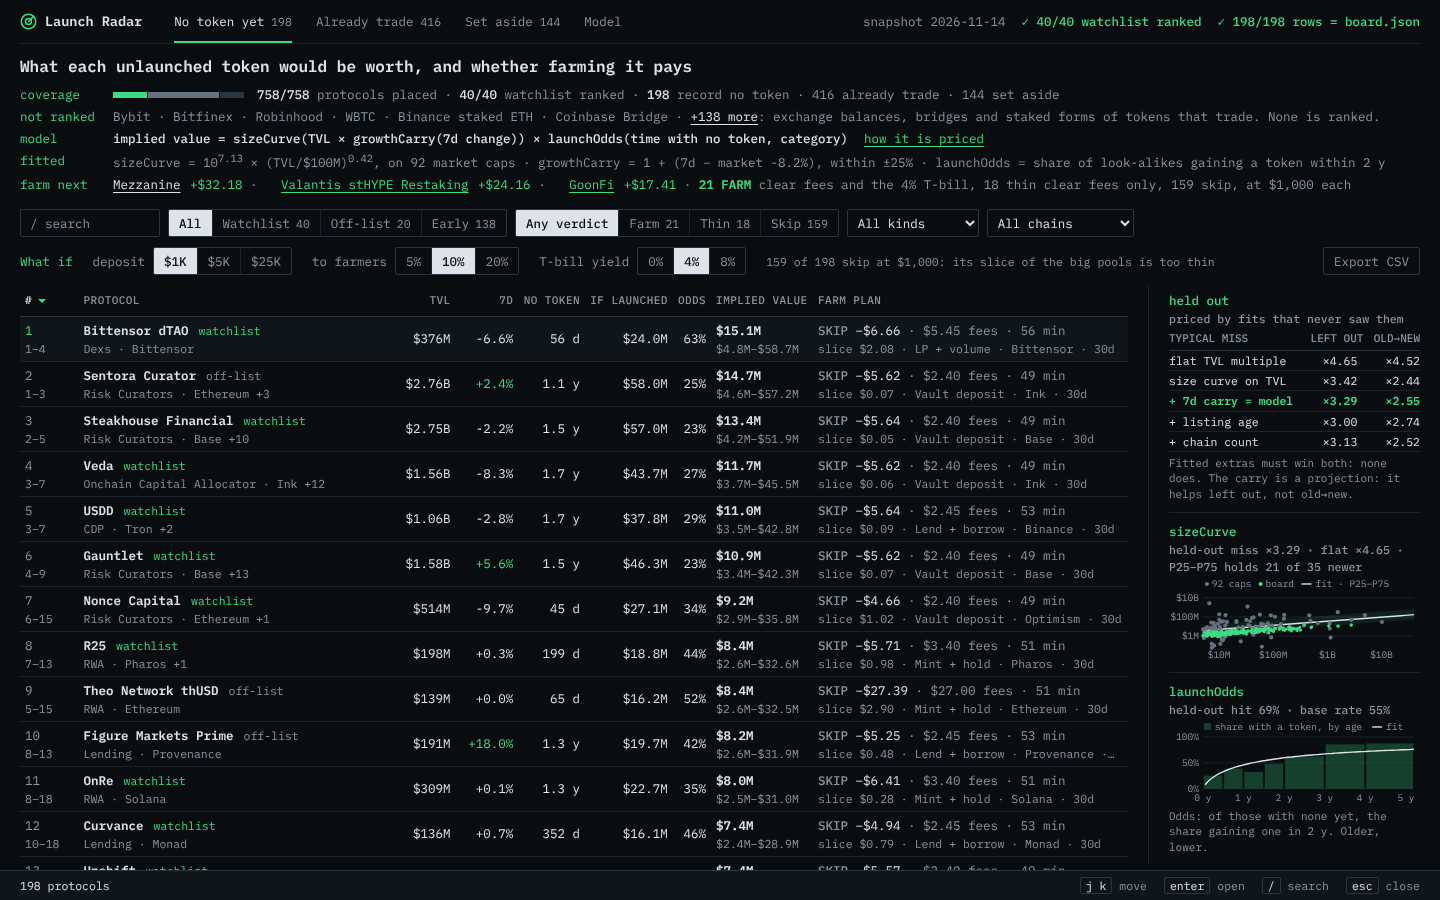 Launch Radar No token yet 198 Already trade 416 Set aside 144 Model snapshot 2026-11-14 ✓ 40/40 watchlist ranked ✓ 198/198 rows = board.json
What each unlaunched token would be worth, and whether farming it pays
coverage 758/758 protocols placed · 40/40 watchlist ranked · 198 record no token · 416 already trade · 144 set aside
not ranked Bybit · Bitfinex · Robinhood · WBTC · Binance staked ETH · Coinbase Bridge · +138 more: exchange balances, bridges and staked forms of tokens that trade. None is ranked.
model implied value = sizeCurve(TVL × growthCarry(7d change)) × launchOdds(time with no token, category) how it is priced
fitted sizeCurve = 10^7.13 × (TVL/$100M)^0.42, on 92 market caps · growthCarry = 1 + (7d − market -8.2%), within ±25% · launchOdds = share of look-alikes gaining a token within 2 y
farm next Mezzanine +$32.18 · Valantis stHYPE Restaking +$24.16 · GoonFi +$17.41 · 21 FARM clear fees and the 4% T-bill, 18 thin clear fees only, 159 skip, at $1,000 each
/ search All Watchlist 40 Off-list 20 Early 138 Any verdict Farm 21 Thin 18 Skip 159 All kinds All chains
What if deposit $1K $5K $25K to farmers 5% 10% 20% T-bill yield 0% 4% 8% 159 of 198 skip at $1,000: its slice of the big pools is too thin Export CSV
# PROTOCOL TVL 7D NO TOKEN IF LAUNCHED ODDS IMPLIED VALUE FARM PLAN
1 Bittensor dTAO watchlist $376M -6.6% 56 d $24.0M 63% $15.1M SKIP −$6.66 · $5.45 fees · 56 min
1–4 Dexs · Bittensor $4.8M–$58.7M slice $2.08 · LP + volume · Bittensor · 30d
2 Sentora Curator off-list $2.76B +2.4% 1.1 y $58.0M 25% $14.7M SKIP −$5.62 · $2.40 fees · 49 min
1–3 Risk Curators · Ethereum +3 $4.6M–$57.2M slice $0.07 · Vault deposit · Ink · 30d
3 Steakhouse Financial watchlist $2.75B -2.2% 1.5 y $57.0M 23% $13.4M SKIP −$5.64 · $2.40 fees · 49 min
2–5 Risk Curators · Base +10 $4.2M–$51.9M slice $0.05 · Vault deposit · Base · 30d
4 Veda watchlist $1.56B -8.3% 1.7 y $43.7M 27% $11.7M SKIP −$5.62 · $2.40 fees · 49 min
3–7 Onchain Capital Allocator · Ink +12 $3.7M–$45.5M slice $0.06 · Vault deposit · Ink · 30d
5 USDD watchlist $1.06B -2.8% 1.7 y $37.8M 29% $11.0M SKIP −$5.64 · $2.45 fees · 53 min
3–7 CDP · Tron +2 $3.5M–$42.8M slice $0.09 · Lend + borrow · Binance · 30d
6 Gauntlet watchlist $1.58B +5.6% 1.5 y $46.3M 23% $10.9M SKIP −$5.62 · $2.40 fees · 49 min
4–9 Risk Curators · Base +13 $3.4M–$42.3M slice $0.07 · Vault deposit · Base · 30d
7 Nonce Capital watchlist $514M -9.7% 45 d $27.1M 34% $9.2M SKIP −$4.66 · $2.40 fees · 49 min
6–15 Risk Curators · Ethereum +1 $2.9M–$35.8M slice $1.02 · Vault deposit · Optimism · 30d
8 R25 watchlist $198M +0.3% 199 d $18.8M 44% $8.4M SKIP −$5.71 · $3.40 fees · 51 min
7–13 RWA · Pharos +1 $2.6M–$32.6M slice $0.98 · Mint + hold · Pharos · 30d
9 Theo Network thUSD off-list $139M +0.0% 65 d $16.2M 52% $8.4M SKIP −$27.39 · $27.00 fees · 51 min
5–15 RWA · Ethereum $2.6M–$32.5M slice $2.90 · Mint + hold · Ethereum · 30d
10 Figure Markets Prime off-list $191M +18.0% 1.3 y $19.7M 42% $8.2M SKIP −$5.25 · $2.45 fees · 53 min
8–13 Lending · Provenance $2.6M–$31.9M slice $0.48 · Lend + borrow · Provenance ·…
11 OnRe watchlist $309M +0.1% 1.3 y $22.7M 35% $8.0M SKIP −$6.41 · $3.40 fees · 51 min
8–18 RWA · Solana $2.5M–$31.0M slice $0.28 · Mint + hold · Solana · 30d
12 Curvance watchlist $136M +0.7% 352 d $16.1M 46% $7.4M SKIP −$4.94 · $2.45 fees · 53 min
10–18 Lending · Monad $2.4M–$28.9M slice $0.79 · Lend + borrow · Monad · 30d
held out
priced by fits that never saw them
TYPICAL MISS LEFT OUT OLD→NEW
flat TVL multiple ×4.65 ×4.52
size curve on TVL ×3.42 ×2.44
+ 7d carry = model ×3.29 ×2.55
+ listing age ×3.00 ×2.74
+ chain count ×3.13 ×2.52
Fitted extras must win both: none
does. The carry is a projection: it
helps left out, not old→new.
sizeCurve
held-out miss ×3.29 · flat ×4.65 ·
P25–P75 holds 21 of 35 newer
92 caps board fit · P25–P75
$10B
$100M
$1M
$10M $100M $1B $10B
launchOdds
held-out hit 69% · base rate 55%
share with a token, by age fit
100%
50%
0%
0 y 1 y 2 y 3 y 4 y 5 y
Odds: of those with none yet, the
share gaining one in 2 y. Older,
lower.
198 protocols j k move enter open / search esc close